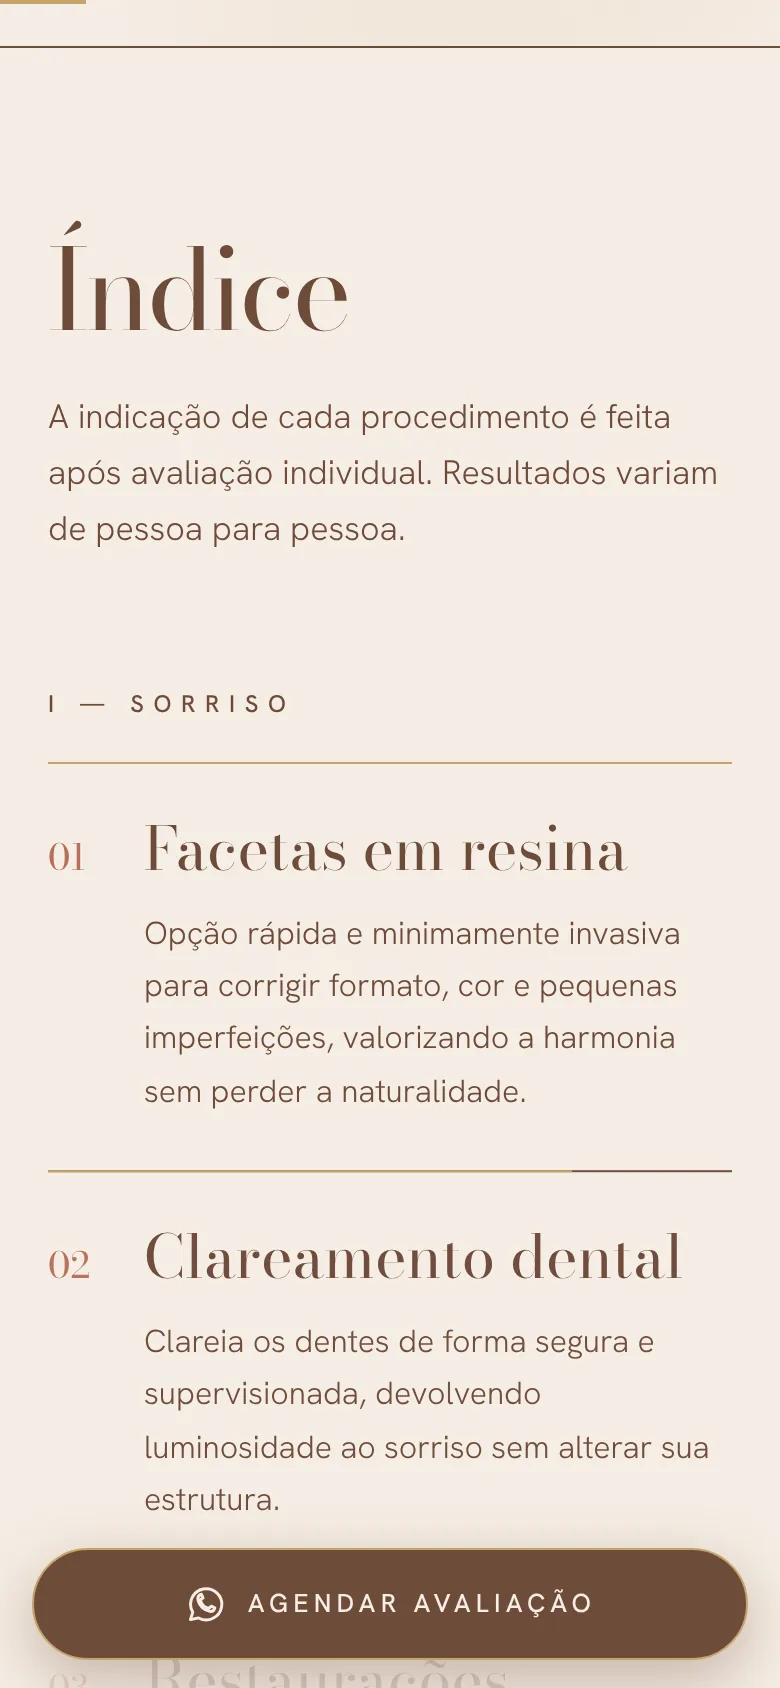 Índice
A indicação de cada procedimento é feita
após avaliação individual. Resultados variam
de pessoa para pessoa.
I — SORRISO
01 Facetas em resina
Opção rápida e minimamente invasiva
para corrigir formato, cor e pequenas
imperfeições, valorizando a harmonia
sem perder a naturalidade.
02 Clareamento dental
Clareia os dentes de forma segura e
supervisionada, devolvendo
luminosidade ao sorriso sem alterar sua
estrutura.
AGENDAR AVALIAÇÃO
03 Restaurações